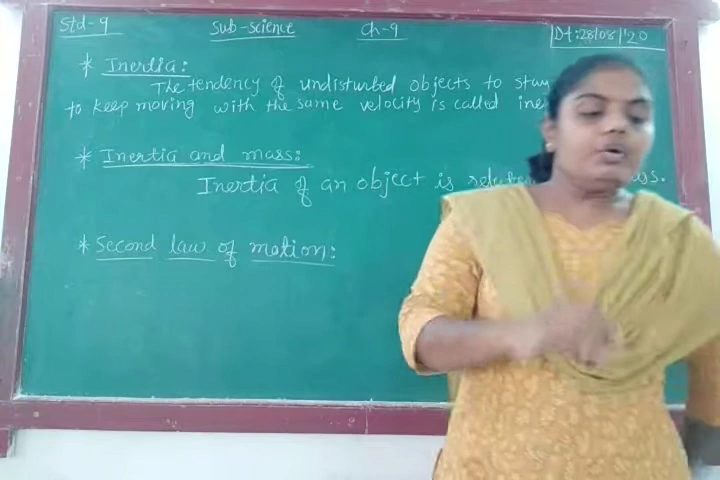 Std-9 Sub-Science Ch-9 Dt:28/08/'20
* Inertia:
The tendency of undisturbed objects to stay
to keep moving with the same velocity is called
* Inertia and mass:
Inertia of an object is
* Second law of motion: